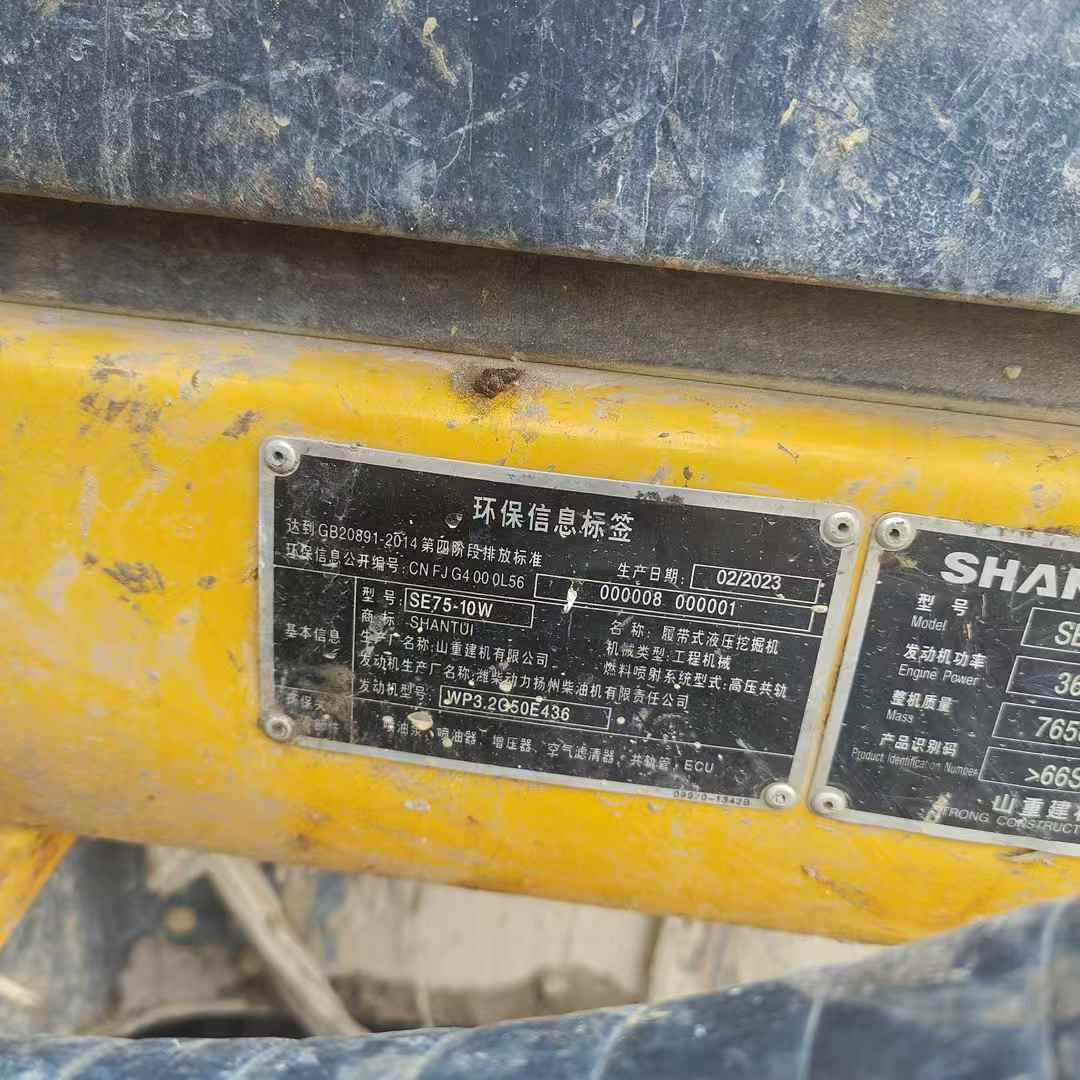 环保信息标签
达到GB20891-2014第四阶段排放标准
生产日期: 02/2023
环保信息公开编号:CN FJ G4 00 0L56 000008 000001
基本信息
型号: SE75-10W
名称: 履带式液压挖掘机
商标: SHANTUI
机械类型:工程机械
生产厂名称:山重建机有限公司
燃料喷射系统型式:高压共轨
发动机生产厂名称:潍柴动力扬州柴油机有限责任公司
发动机型号: WP3.2G50E436
喷油泵、喷油器、增压器、空气滤清器、共轨管、ECU
09970-1342B
SHAN
型号
Model
SE
发动机功率
Engine Power
36
整机质量
Mass
765
产品识别码
Product Identification Number
>66S
山重建
STRONG CONSTRUCT